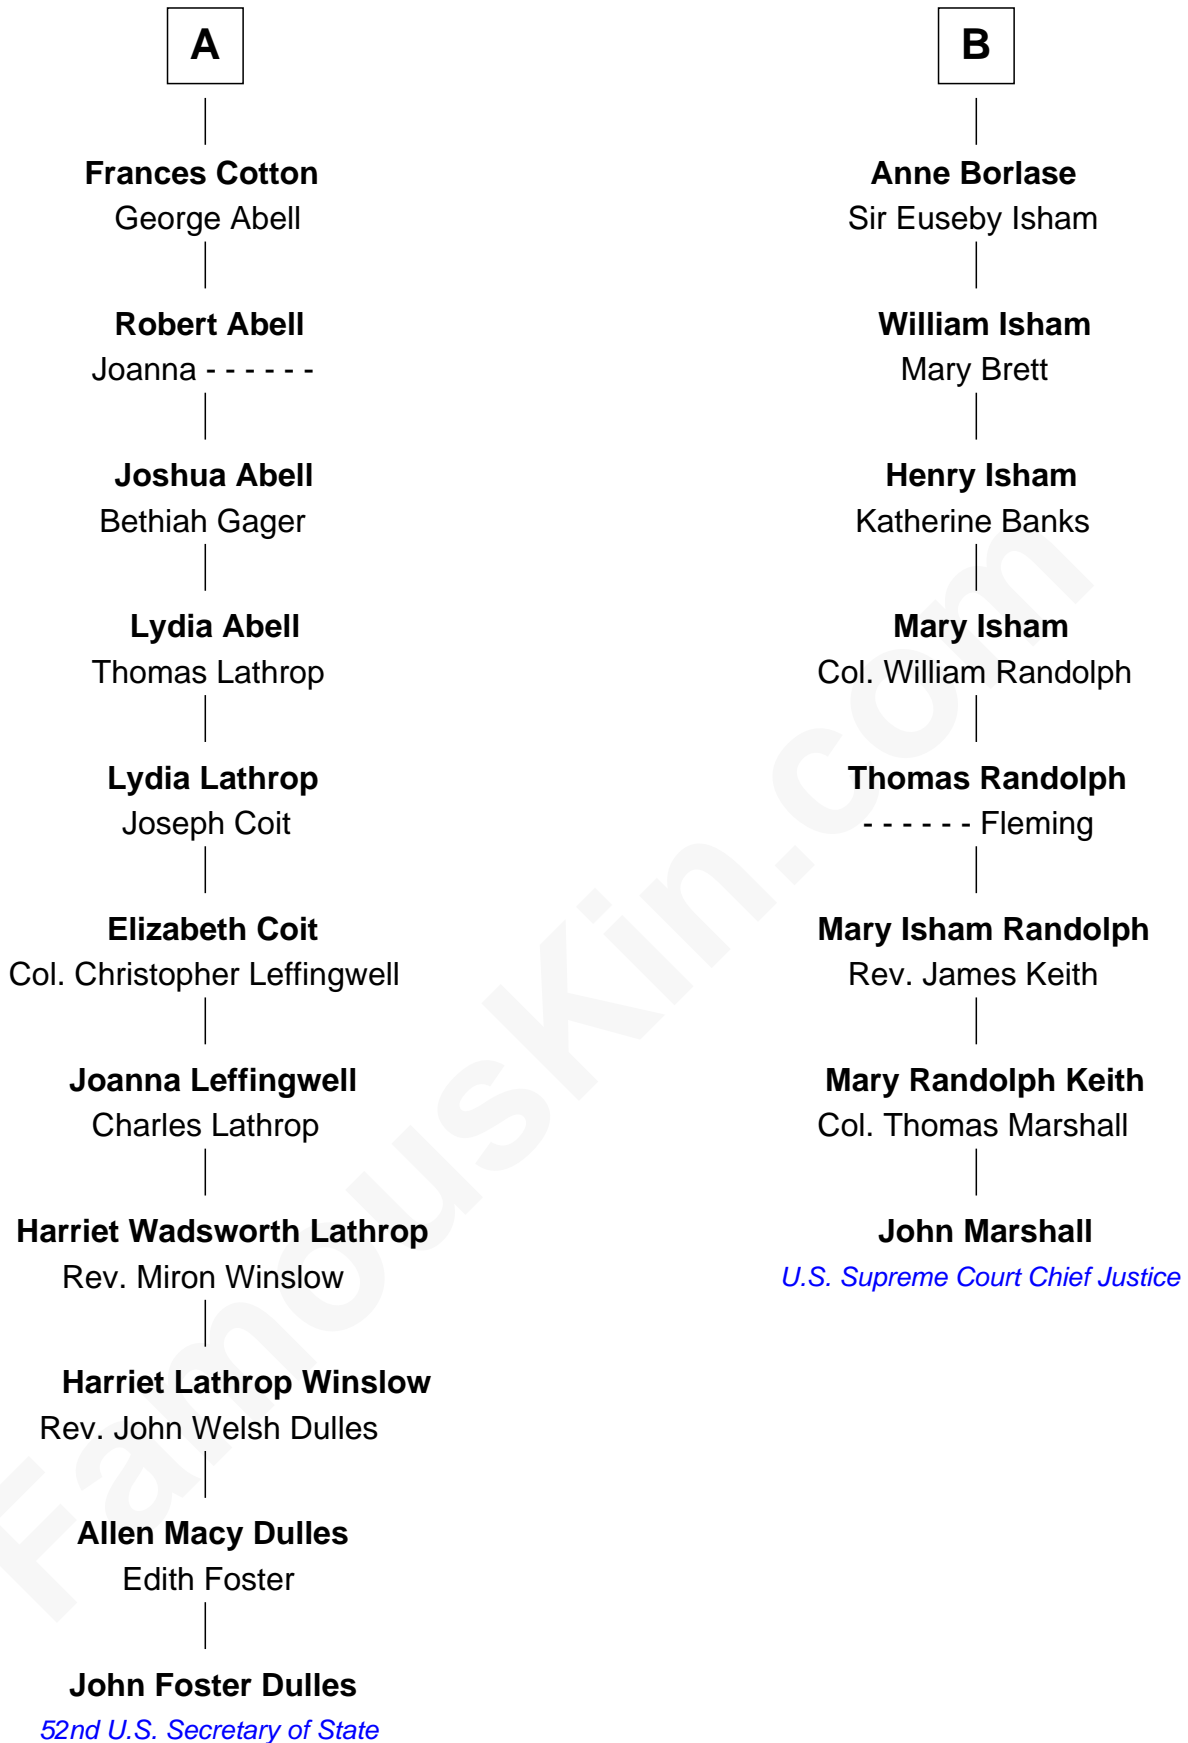 A
Frances Cotton
George Abell
Robert Abell
Joanna - - - - - -
Joshua Abell
Bethiah Gager
Lydia Abell
Thomas Lathrop
Lydia Lathrop
Joseph Coit
Elizabeth Coit
Col. Christopher Leffingwell
Joanna Leffingwell
Charles Lathrop
Harriet Wadsworth Lathrop
Rev. Miron Winslow
Harriet Lathrop Winslow
Rev. John Welsh Dulles
Allen Macy Dulles
Edith Foster
John Foster Dulles
52nd U.S. Secretary of State
B
Anne Borlase
Sir Euseby Isham
William Isham
Mary Brett
Henry Isham
Katherine Banks
Mary Isham
Col. William Randolph
Thomas Randolph
- - - - - - Fleming
Mary Isham Randolph
Rev. James Keith
Mary Randolph Keith
Col. Thomas Marshall
John Marshall
U.S. Supreme Court Chief Justice
FamousKin.com